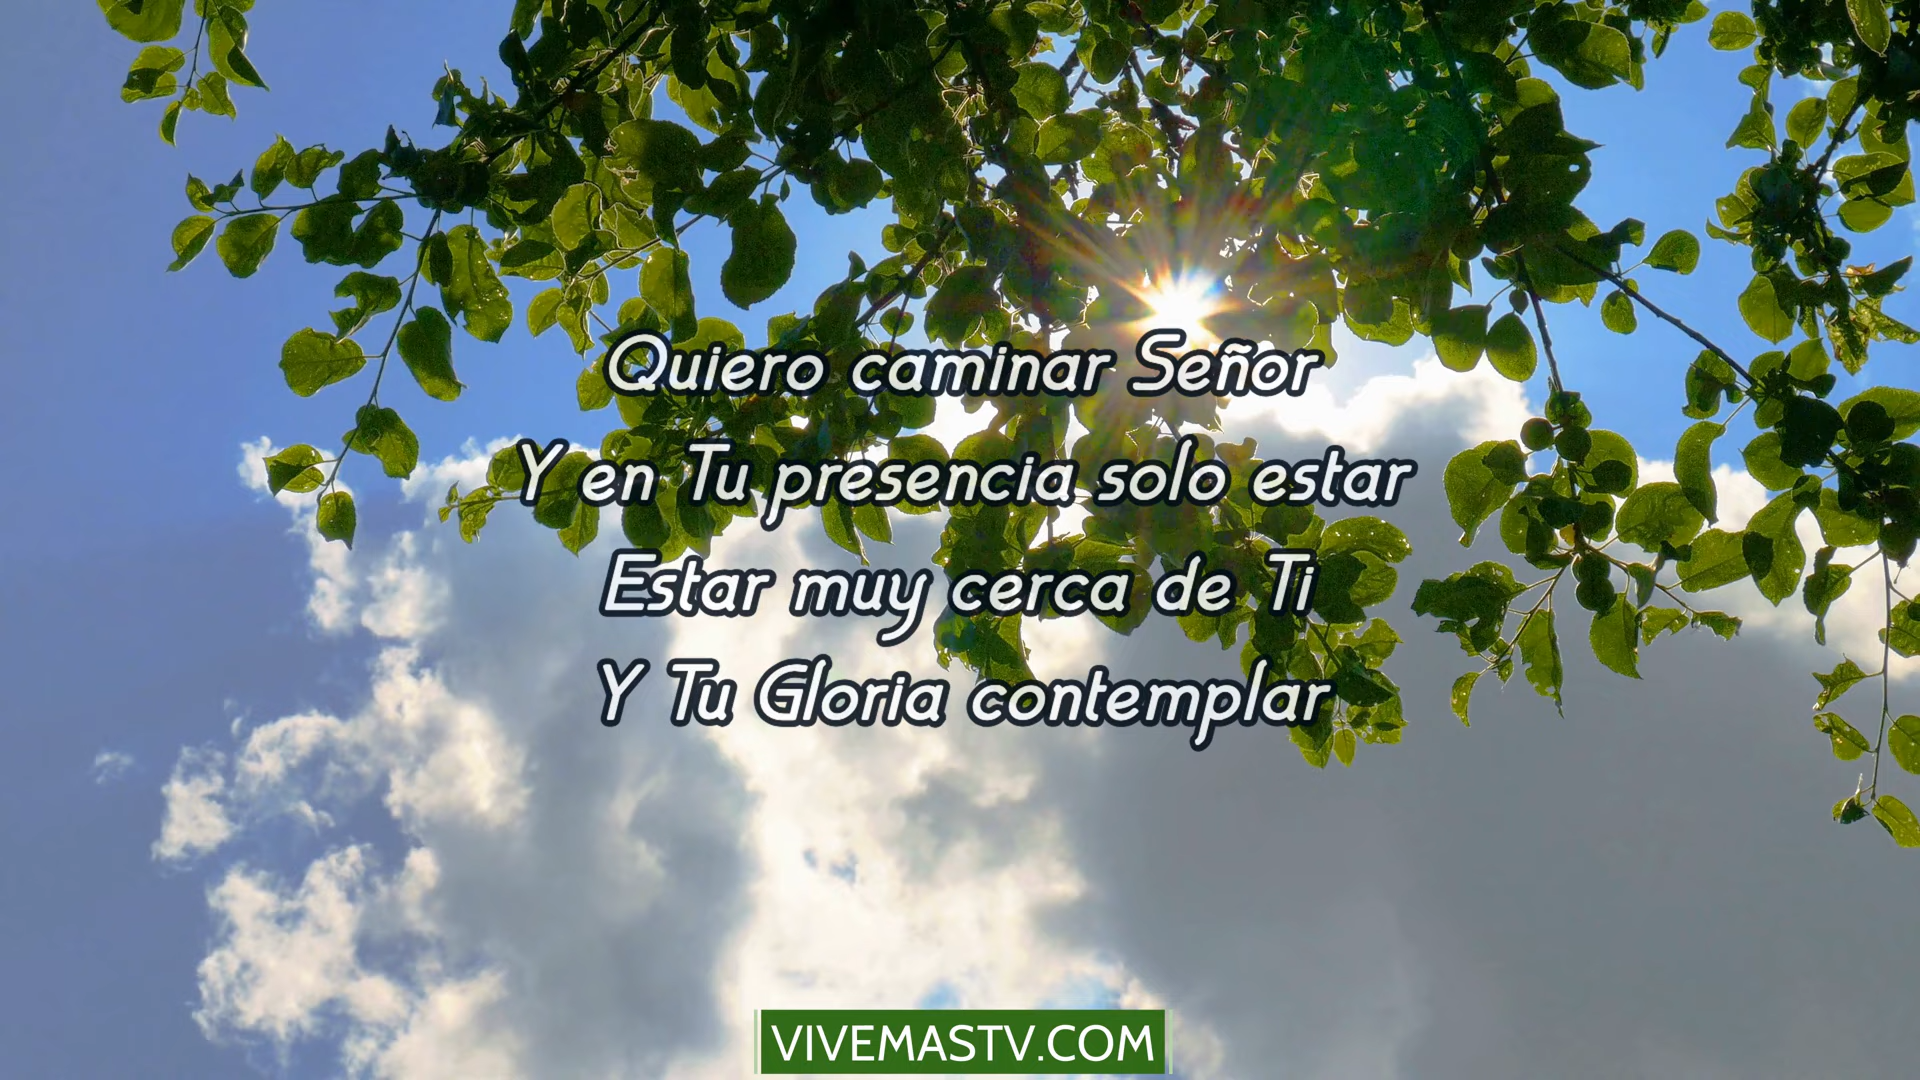 Quiero caminar Señor
Y en Tu presencia solo estar
Estar muy cerca de Ti
Y Tu Gloria contemplar
VIVEMASTV.COM